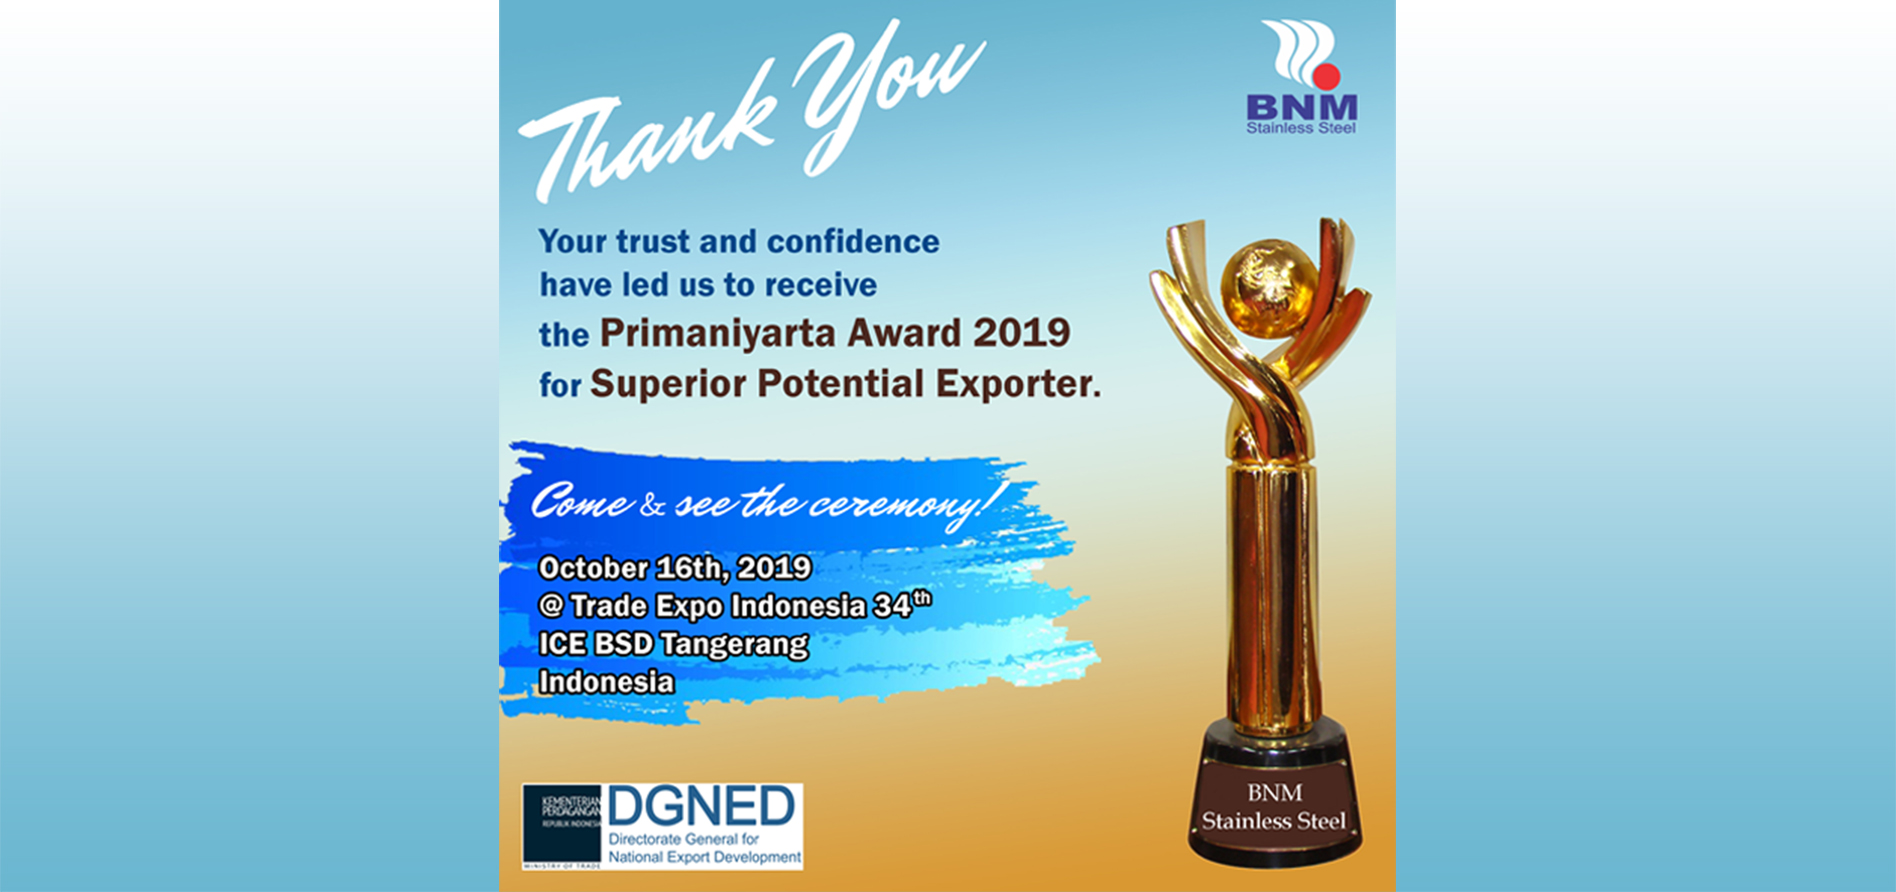 Thank You
BNM
Stainless Steel
Your trust and confidence
have led us to receive
the Primaniyarta Award 2019
for Superior Potential Exporter.
Come & see the ceremony!
October 16th, 2019
@ Trade Expo Indonesia 34th
ICE BSD Tangerang
Indonesia
KEMENTERIAN
PERDAGANGAN
REPUBLIK INDONESIA
MINISTRY OF TRADE
DGNED
Directorate General for
National Export Development
BNM
Stainless Steel